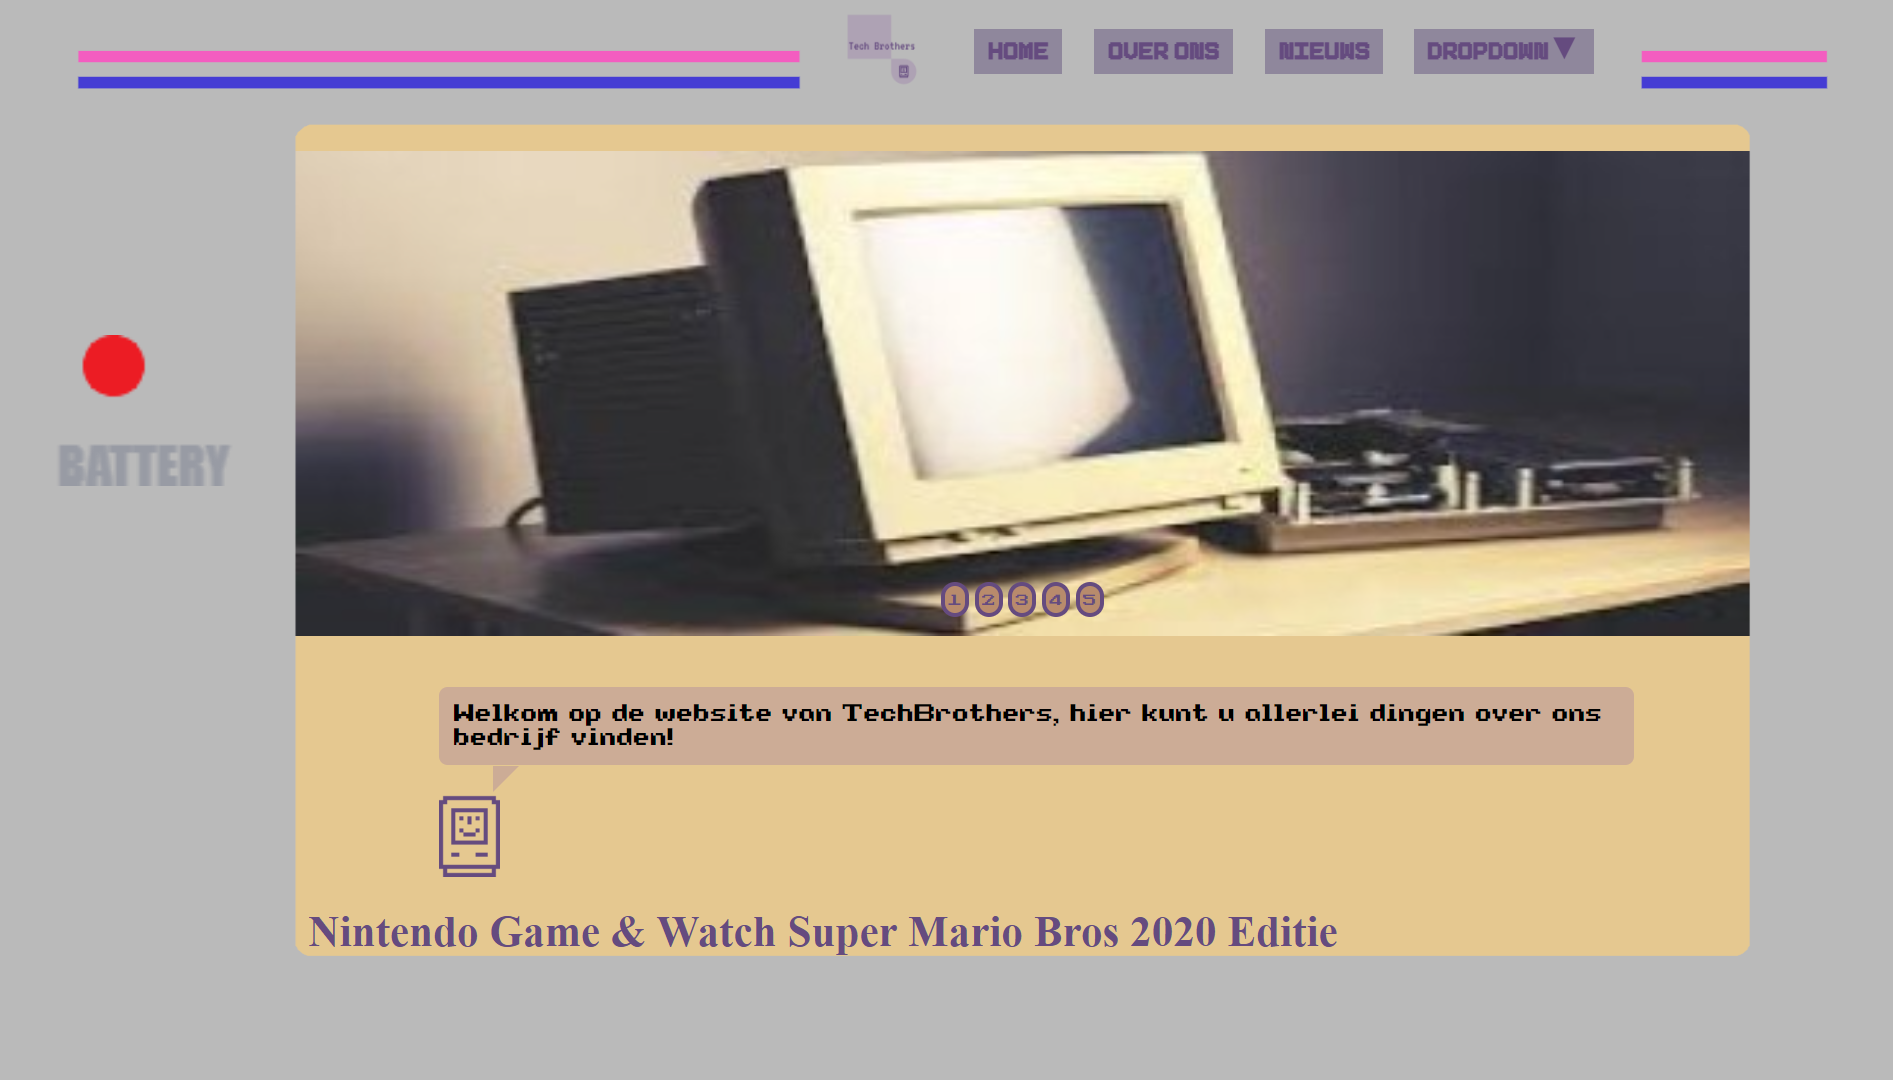 Tech Brothers
HOME
OVER ONS
NIEUWS
DROPDOWN▼
BATTERY
1 2 3 4 5
Welkom op de website van TechBrothers, hier kunt u allerlei dingen over ons
bedrijf vinden!
Nintendo Game & Watch Super Mario Bros 2020 Editie